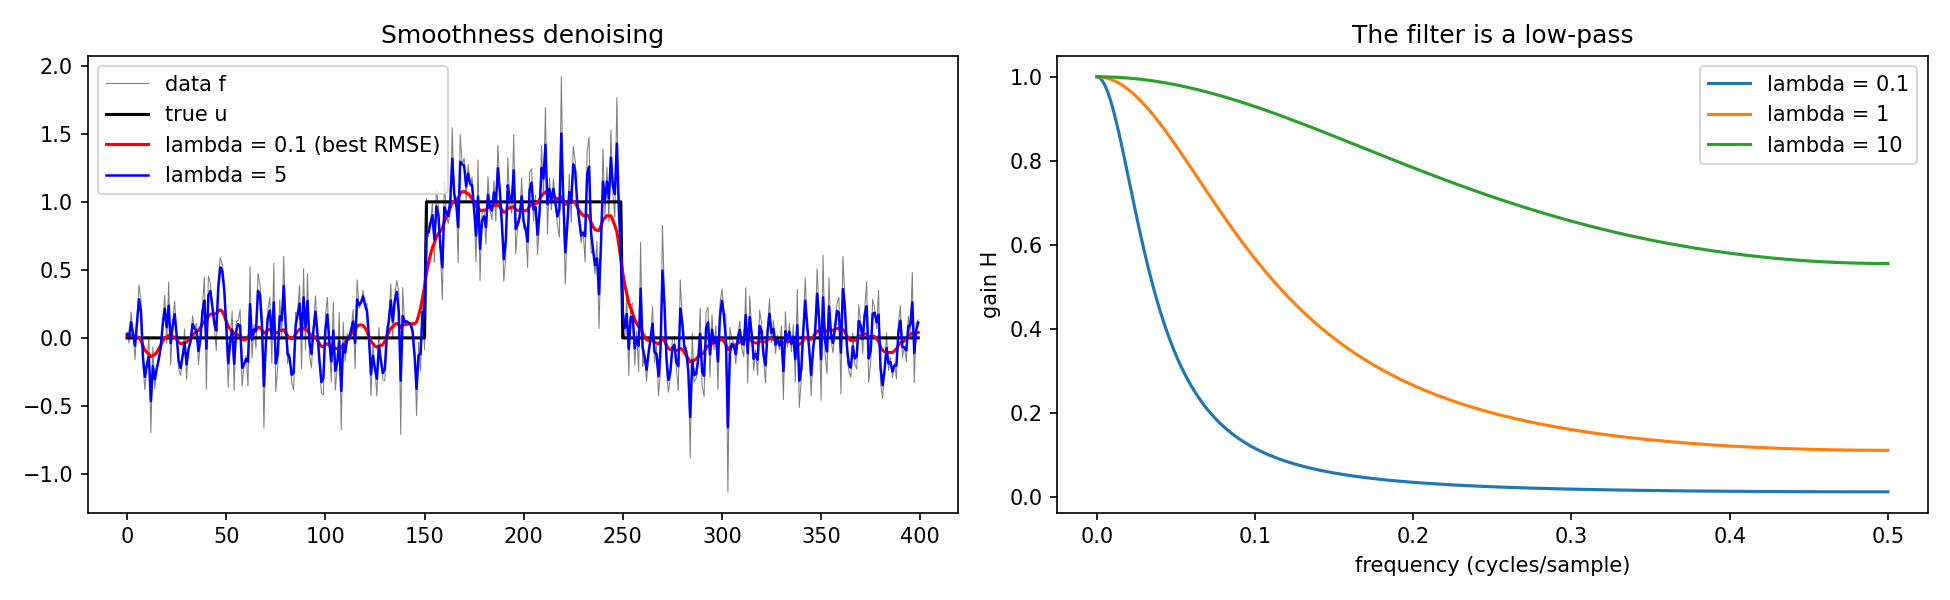 Smoothness denoising
data f
true u
lambda = 0.1 (best RMSE)
lambda = 5
2.0
1.5
1.0
0.5
0.0
−0.5
−1.0
0 50 100 150 200 250 300 350 400
The filter is a low-pass
lambda = 0.1
lambda = 1
lambda = 10
gain H
1.0
0.8
0.6
0.4
0.2
0.0
0.0 0.1 0.2 0.3 0.4 0.5
frequency (cycles/sample)